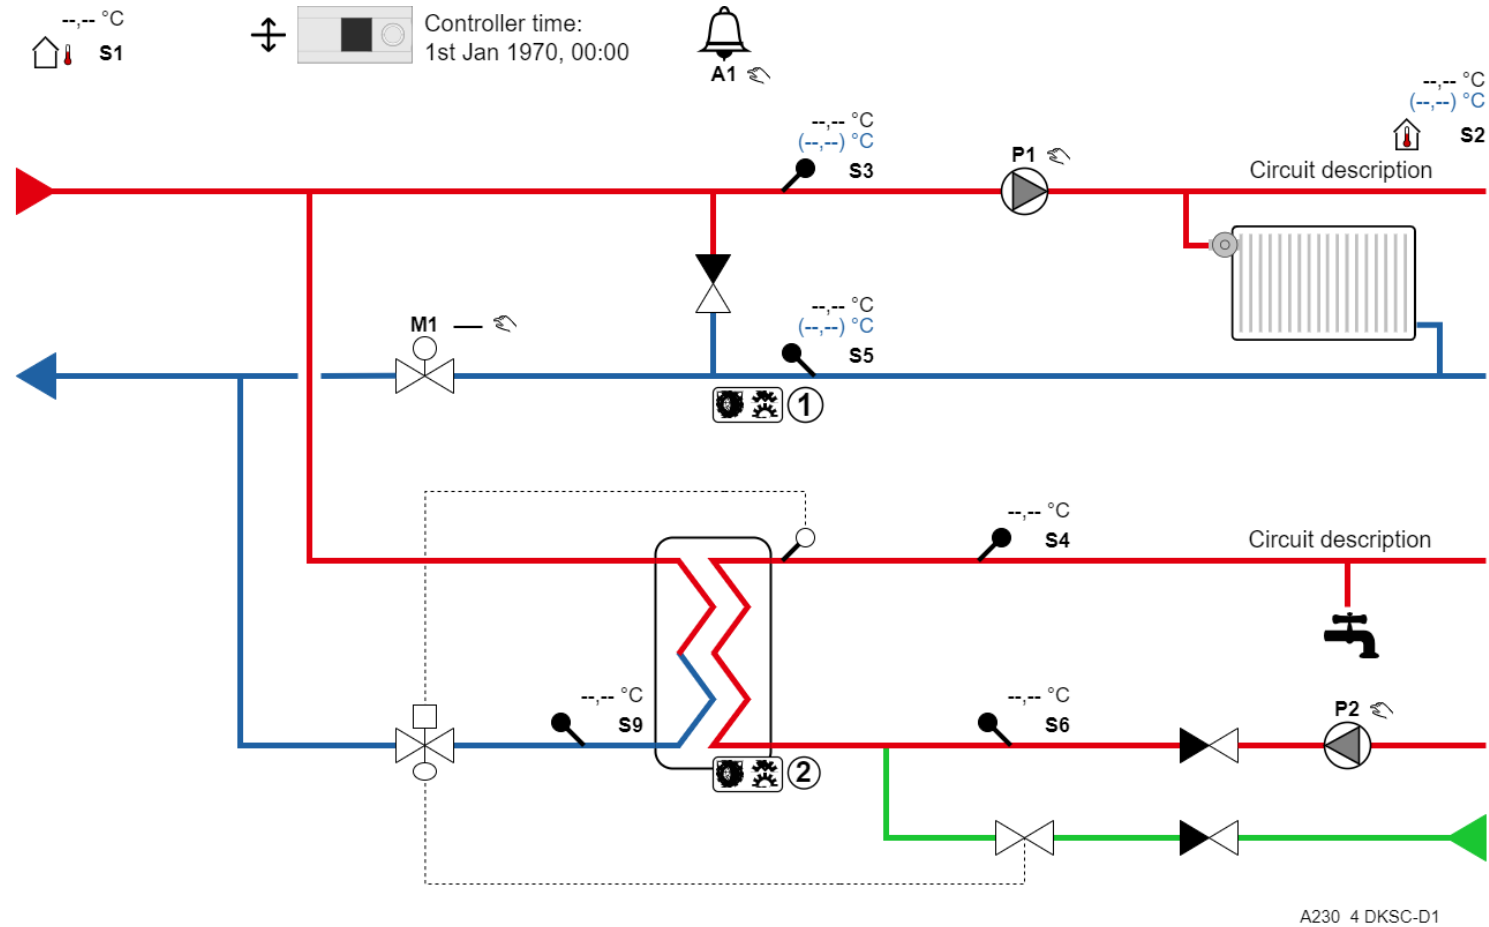 --,-- °C
S1
Controller time:
1st Jan 1970, 00:00
A1
--,-- °C
(--,--) °C
S2
--,-- °C
(--,--) °C
S3
P1
Circuit description
M1
--,-- °C
(--,--) °C
S5
1
--,-- °C
S4
Circuit description
--,-- °C
S9
--,-- °C
S6
P2
2
A230 4 DKSC-D1